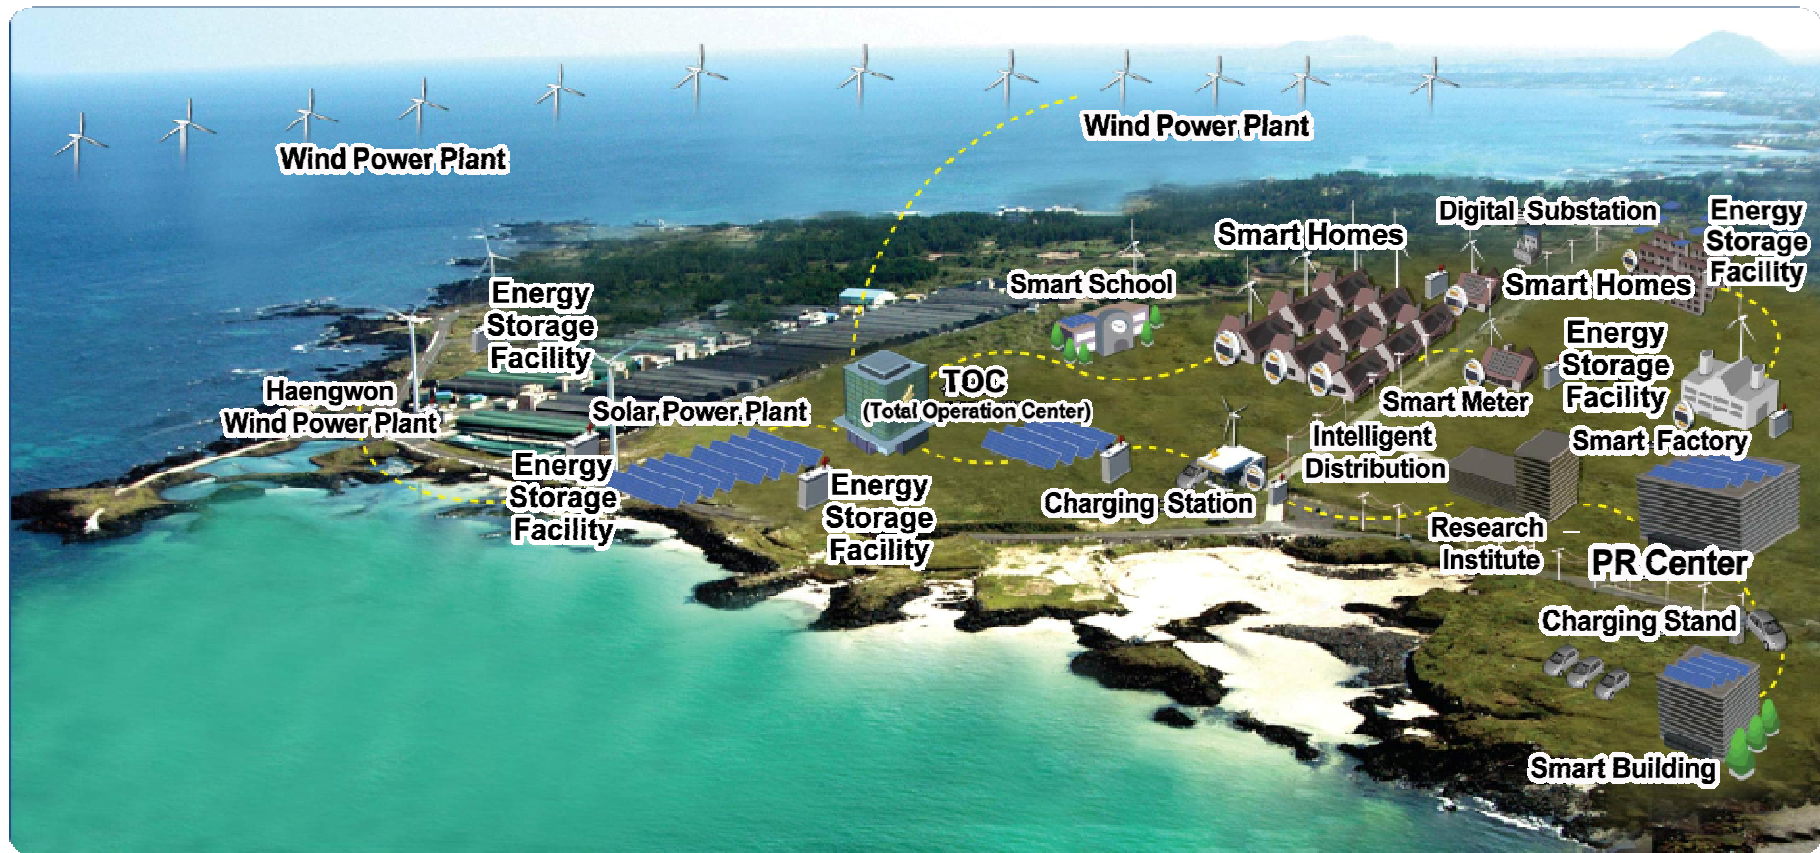 Wind Power Plant
Wind Power Plant
Digital Substation
Energy
Storage
Facility
Smart Homes
Smart School
Smart Homes
Energy
Storage
Facility
Energy
Storage
Facility
Haengwon
Wind Power Plant
Solar Power Plant
TOC
(Total Operation Center)
Smart Meter
Intelligent
Distribution
Smart Factory
Energy
Storage
Facility
Energy
Storage
Facility
Charging Station
Research
Institute
PR Center
Charging Stand
Smart Building